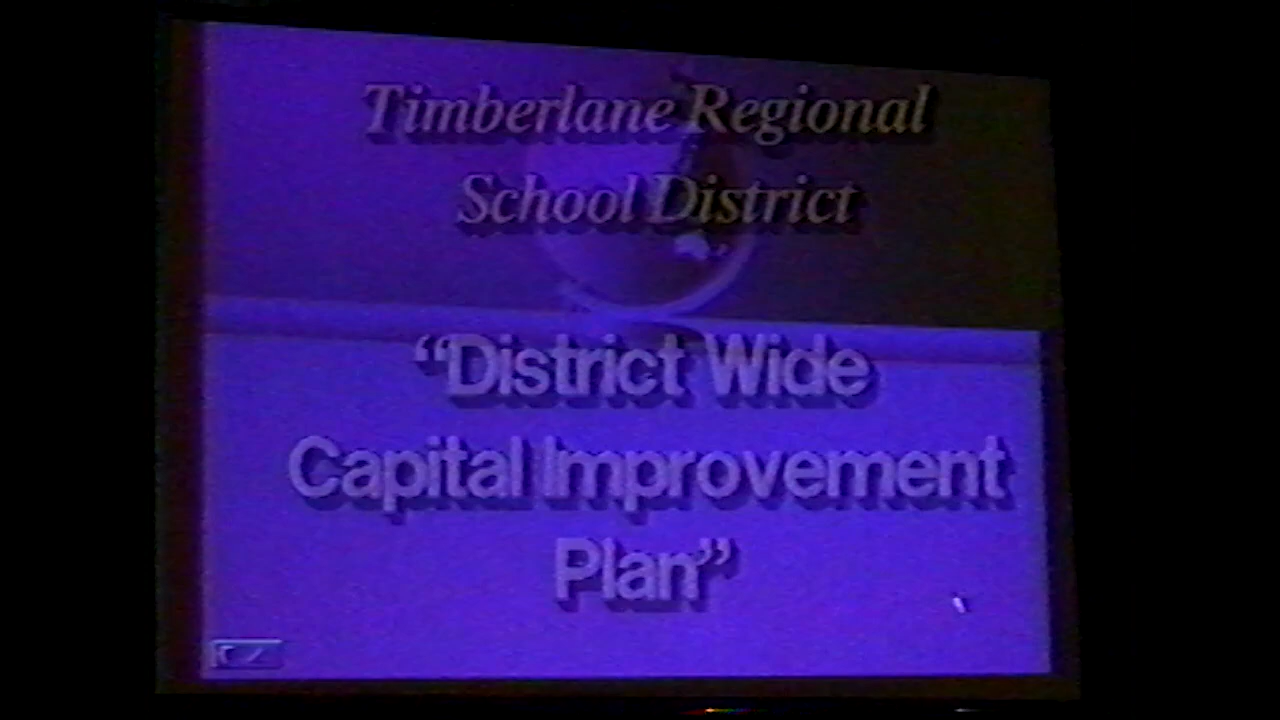 Timberlane Regional
School District
“District Wide
Capital Improvement
Plan”